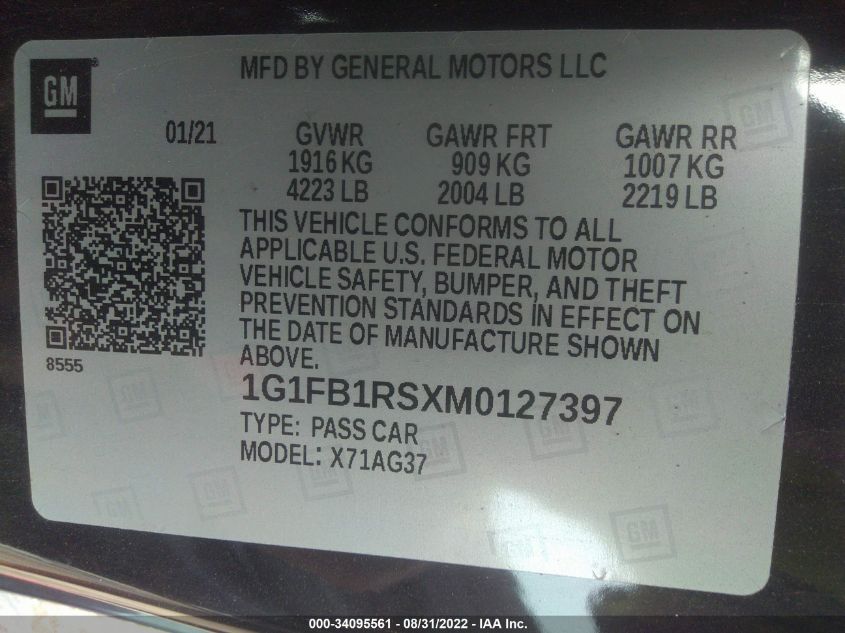 MFD BY GENERAL MOTORS LLC
GM
01/21 GVWR GAWR FRT GAWR RR
1916 KG 909 KG 1007 KG
4223 LB 2004 LB 2219 LB
THIS VEHICLE CONFORMS TO ALL
APPLICABLE U.S. FEDERAL MOTOR
VEHICLE SAFETY, BUMPER, AND THEFT
PREVENTION STANDARDS IN EFFECT ON
THE DATE OF MANUFACTURE SHOWN
ABOVE.
8555
1G1FB1RSXM0127397
TYPE: PASS CAR
MODEL: X71AG37
000-34095561 - 08/31/2022 - IAA Inc.